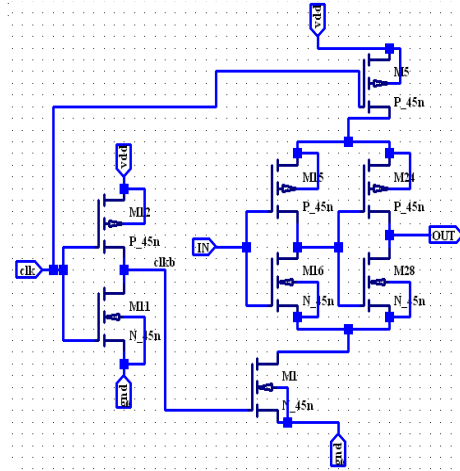 vdd
M5
P_45n
vdd
M15
M24
M12
P_45n
P_45n
P_45n
IN
OUT
clk
clkb
M16
M28
M11
N_45n
N_45n
N_45n
M1
gnd
N_45n
gnd